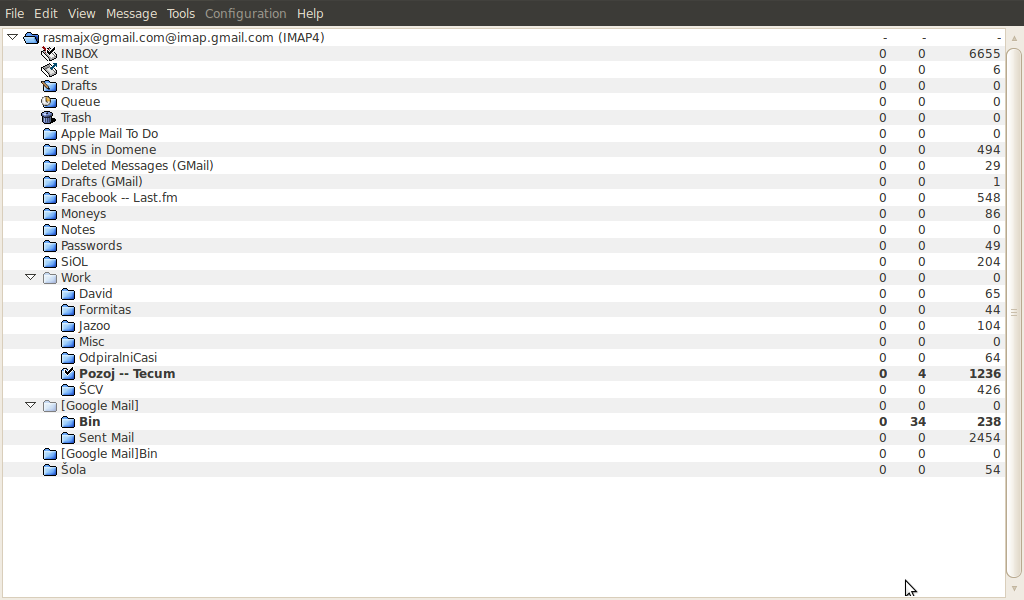 File Edit View Message Tools Configuration Help
rasmajx@gmail.com@imap.gmail.com (IMAP4) - - -
INBOX 0 0 6655
Sent 0 0 6
Drafts 0 0 0
Queue 0 0 0
Trash 0 0 0
Apple Mail To Do 0 0 0
DNS in Domene 0 0 494
Deleted Messages (GMail) 0 0 29
Drafts (GMail) 0 0 1
Facebook -- Last.fm 0 0 548
Moneys 0 0 86
Notes 0 0 0
Passwords 0 0 49
SiOL 0 0 204
Work 0 0 0
David 0 0 65
Formitas 0 0 44
Jazoo 0 0 104
Misc 0 0 0
OdpiralniCasi 0 0 64
Pozoj -- Tecum 0 4 1236
ŠCV 0 0 426
[Google Mail] 0 0 0
Bin 0 34 238
Sent Mail 0 0 2454
[Google Mail]Bin 0 0 0
Šola 0 0 54